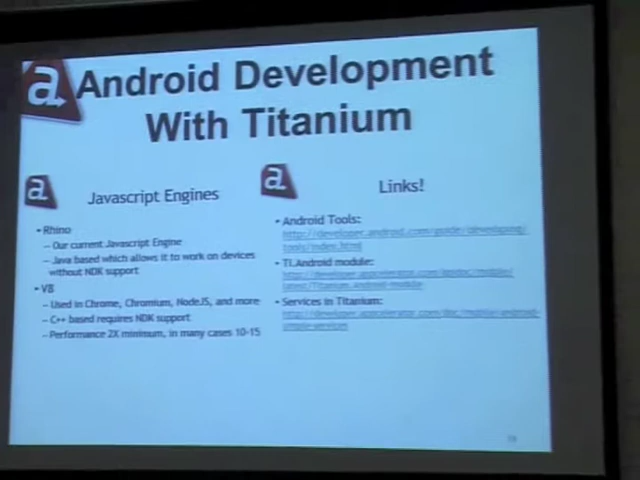 a Android Development
With Titanium
a Javascript Engines
• Rhino
– Our current Javascript Engine
– Java based which allows it to work on devices
without NDK support
• V8
– Used in Chrome, Chromium, NodeJS, and more
– C++ based requires NDK support
– Performance 2X minimum, in many cases 10-15
a Links!
• Android Tools:
http://developer.android.com/guide/developing/
tools/index.html
• Ti.Android module:
http://developer.appcelerator.com/apidoc/mobile/
latest/Titanium.Android-module
• Services in Titanium:
http://developer.appcelerator.com/doc/mobile/android-
simple-services